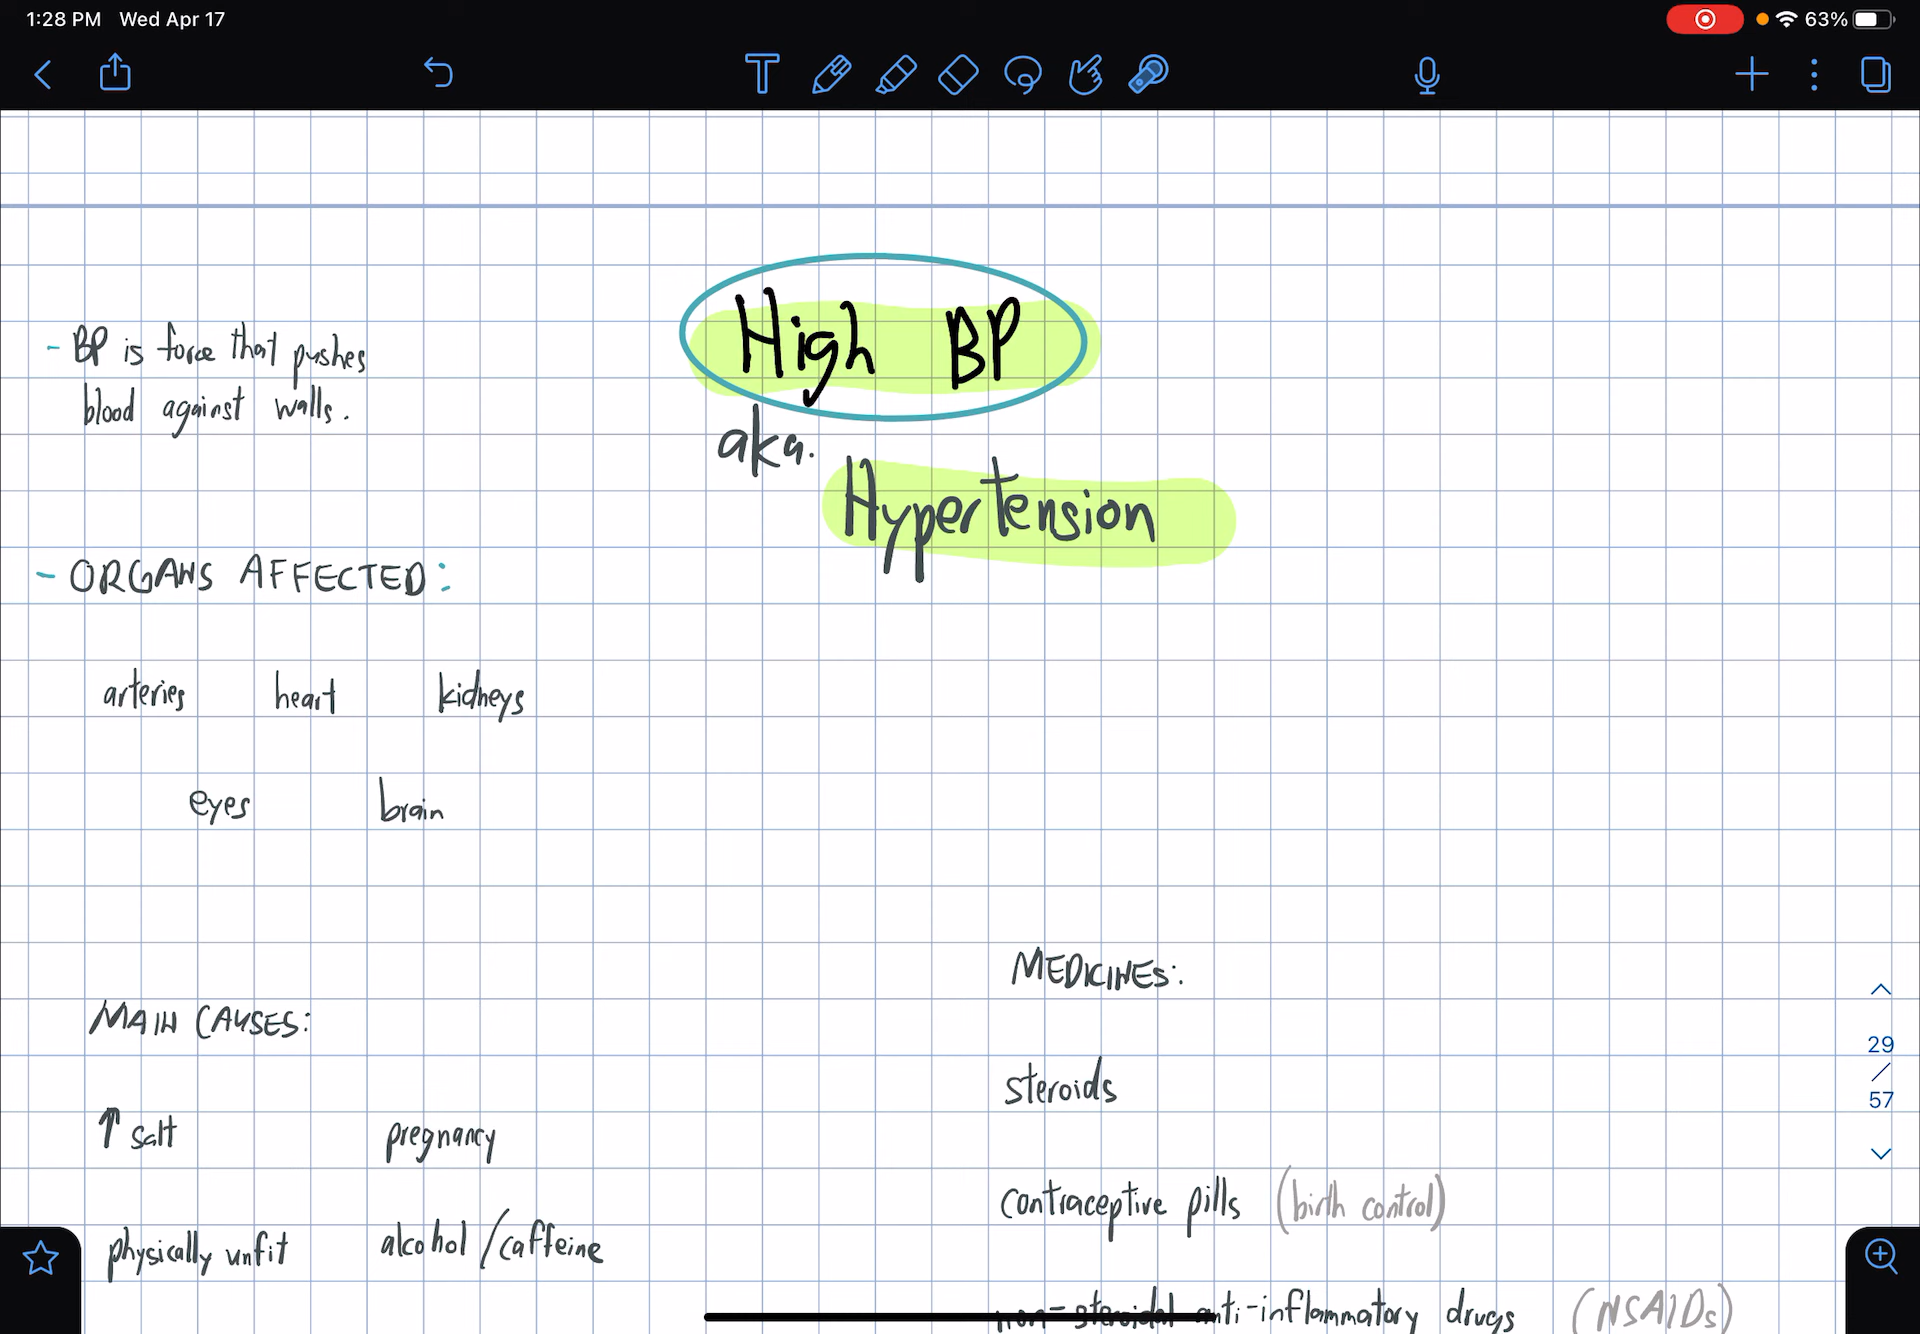 1:28 PM Wed Apr 17
63%
High BP
- BP is force that pushes
blood against walls.
aka.
Hypertension
- ORGANS AFFECTED:
arteries heart kidneys
eyes brain
MEDICINES:
MAIN CAUSES:
29
/
57
steroids
↑ salt pregnancy
contraceptive pills (birth control)
physically unfit alcohol / caffeine
non-steroidal anti-inflammatory drugs (NSAIDs)